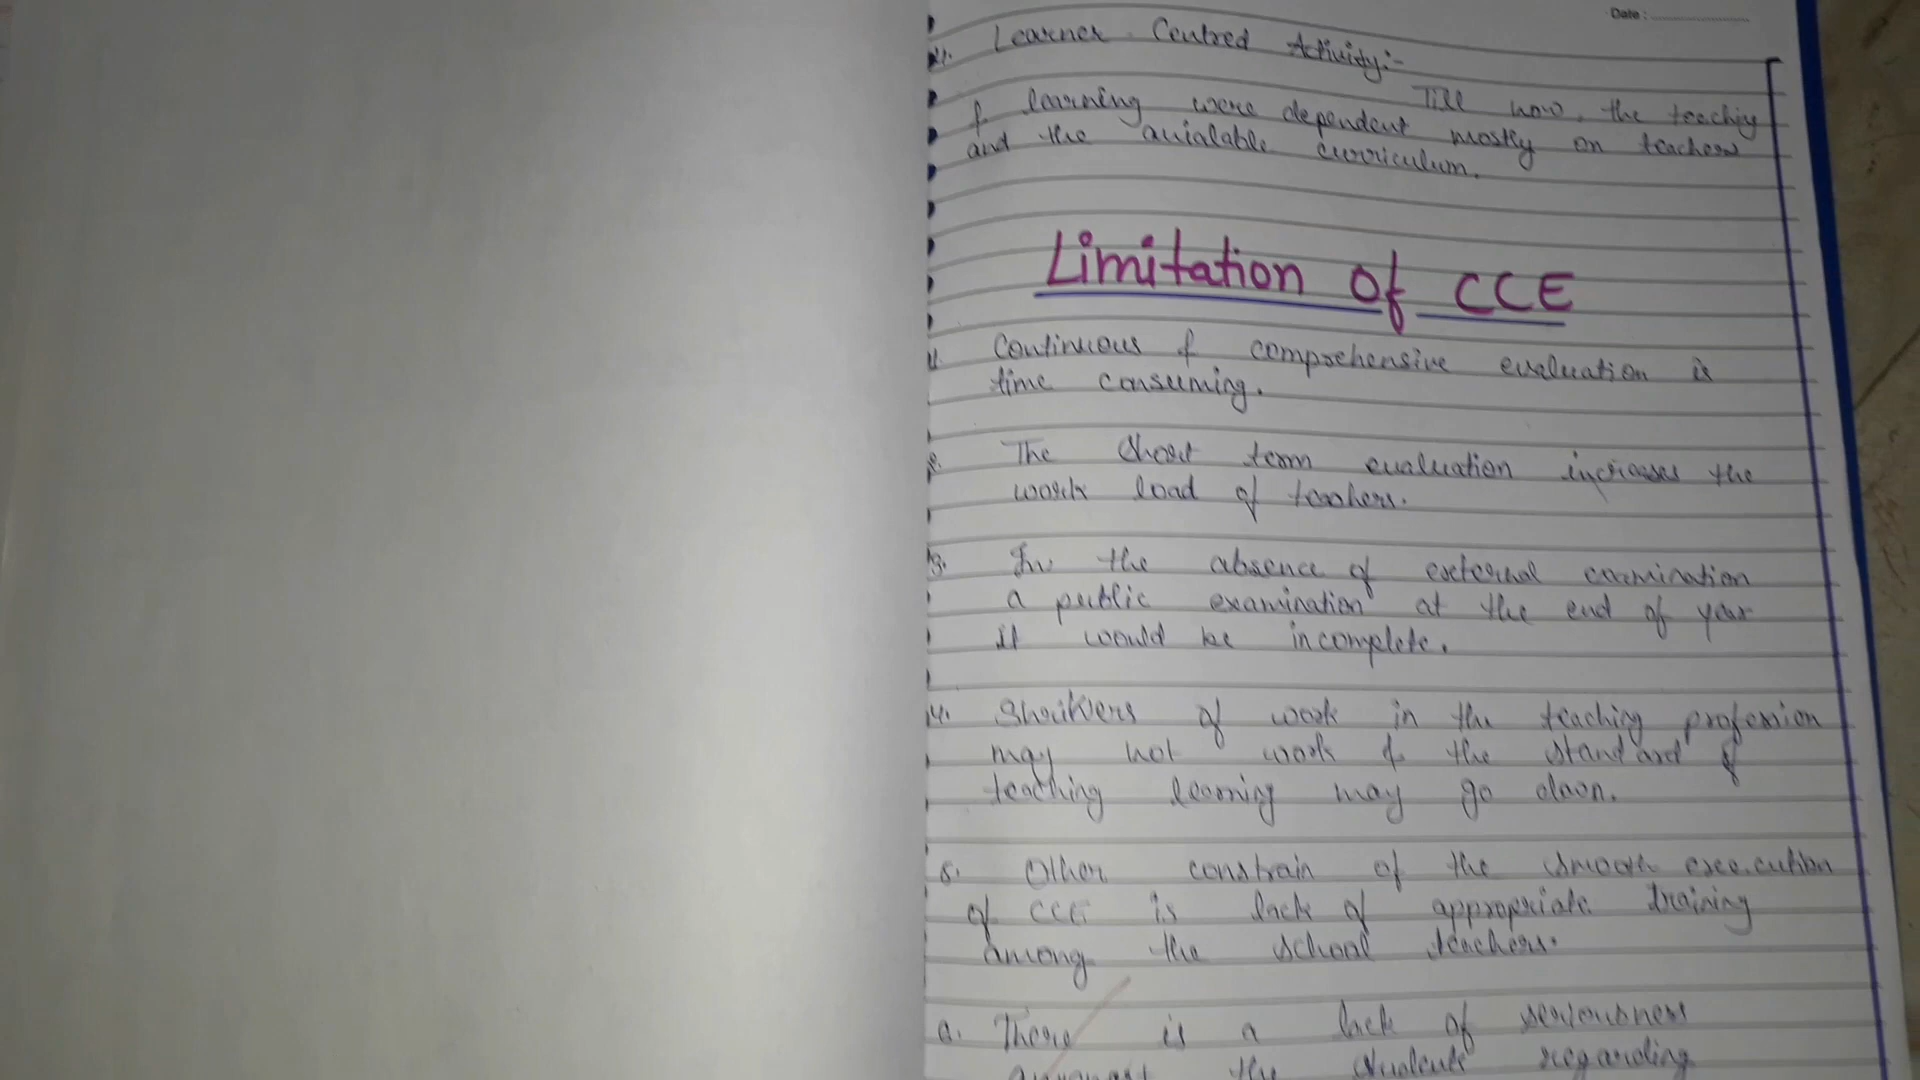 Date :
4. Learner Centred Activity:-
Till now, the teaching
& learning were dependent mostly on teachers
and the avialable curriculum.
Limitation Of CCE
1. Continuous & comprehensive evaluation is
time consuming.
2. The Short term evaluation increases the
work load of teachers.
3. In the absence of external examination
a public examination at the end of year
it would be incomplete.
4. Shrikers of work in the teaching profession
may not work & the standard of
teaching learning may go down.
5. Other constrain of the smooth execution
of CCE is lack of appropriate training
among the school teachers.
6. There is a lack of seriousness
amongst the students regarding